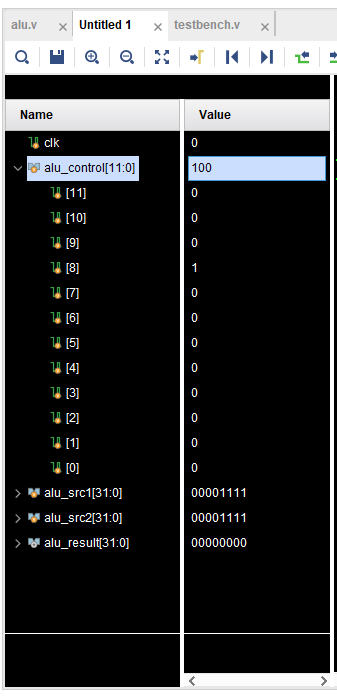 alu.v × Untitled 1 × testbench.v ×
Name Value
clk 0
alu_control[11:0] 100
[11] 0
[10] 0
[9] 0
[8] 1
[7] 0
[6] 0
[5] 0
[4] 0
[3] 0
[2] 0
[1] 0
[0] 0
alu_src1[31:0] 00001111
alu_src2[31:0] 00001111
alu_result[31:0] 00000000